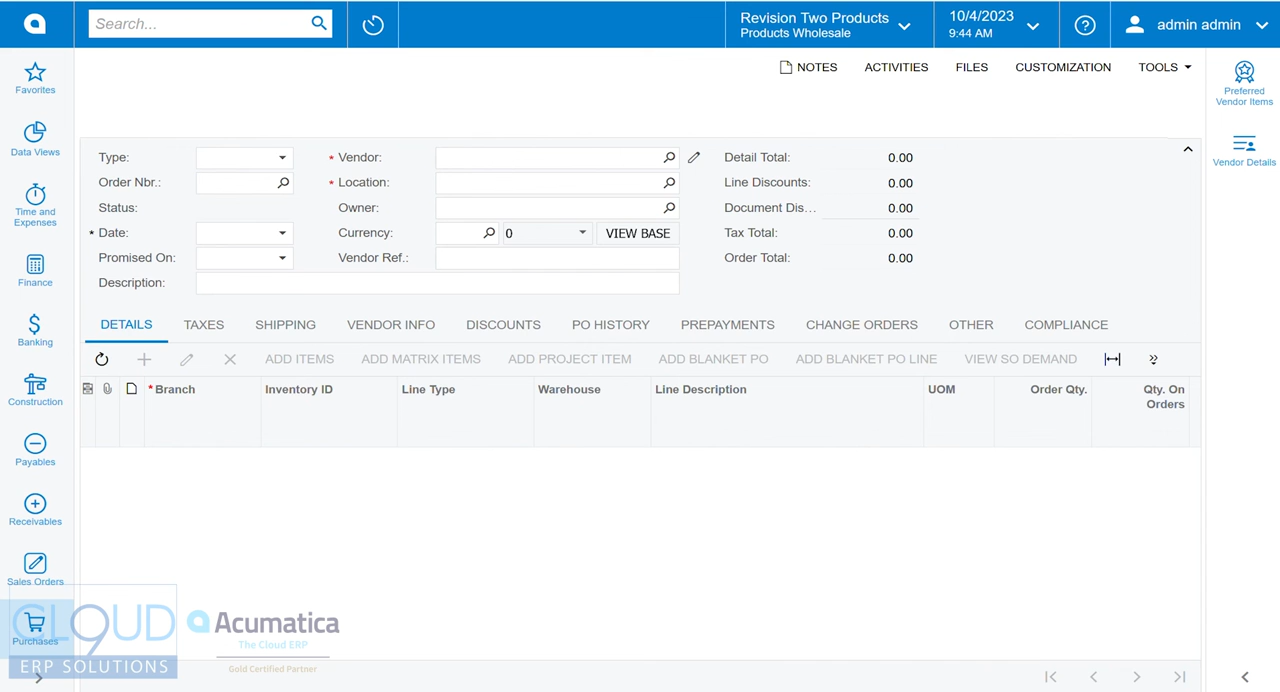 Search...
Revision Two Products
Products Wholesale
10/4/2023
9:44 AM
admin admin
NOTES
ACTIVITIES
FILES
CUSTOMIZATION
TOOLS
Favorites
Data Views
Time and
Expenses
Finance
Banking
Construction
Payables
Receivables
Sales Orders
Purchases
Preferred
Vendor Items
Vendor Details
Type:
* Vendor:
Detail Total: 0.00
Order Nbr.:
* Location:
Line Discounts: 0.00
Status:
Owner:
Document Dis... 0.00
* Date:
Currency: 0 VIEW BASE
Tax Total: 0.00
Promised On:
Vendor Ref.:
Order Total: 0.00
Description:
DETAILS TAXES SHIPPING VENDOR INFO DISCOUNTS PO HISTORY PREPAYMENTS CHANGE ORDERS OTHER COMPLIANCE
ADD ITEMS ADD MATRIX ITEMS ADD PROJECT ITEM ADD BLANKET PO ADD BLANKET PO LINE VIEW SO DEMAND
* Branch Inventory ID Line Type Warehouse Line Description UOM Order Qty. Qty. On
Orders
CL9UD
ERP SOLUTIONS
Acumatica
The Cloud ERP
Gold Certified Partner